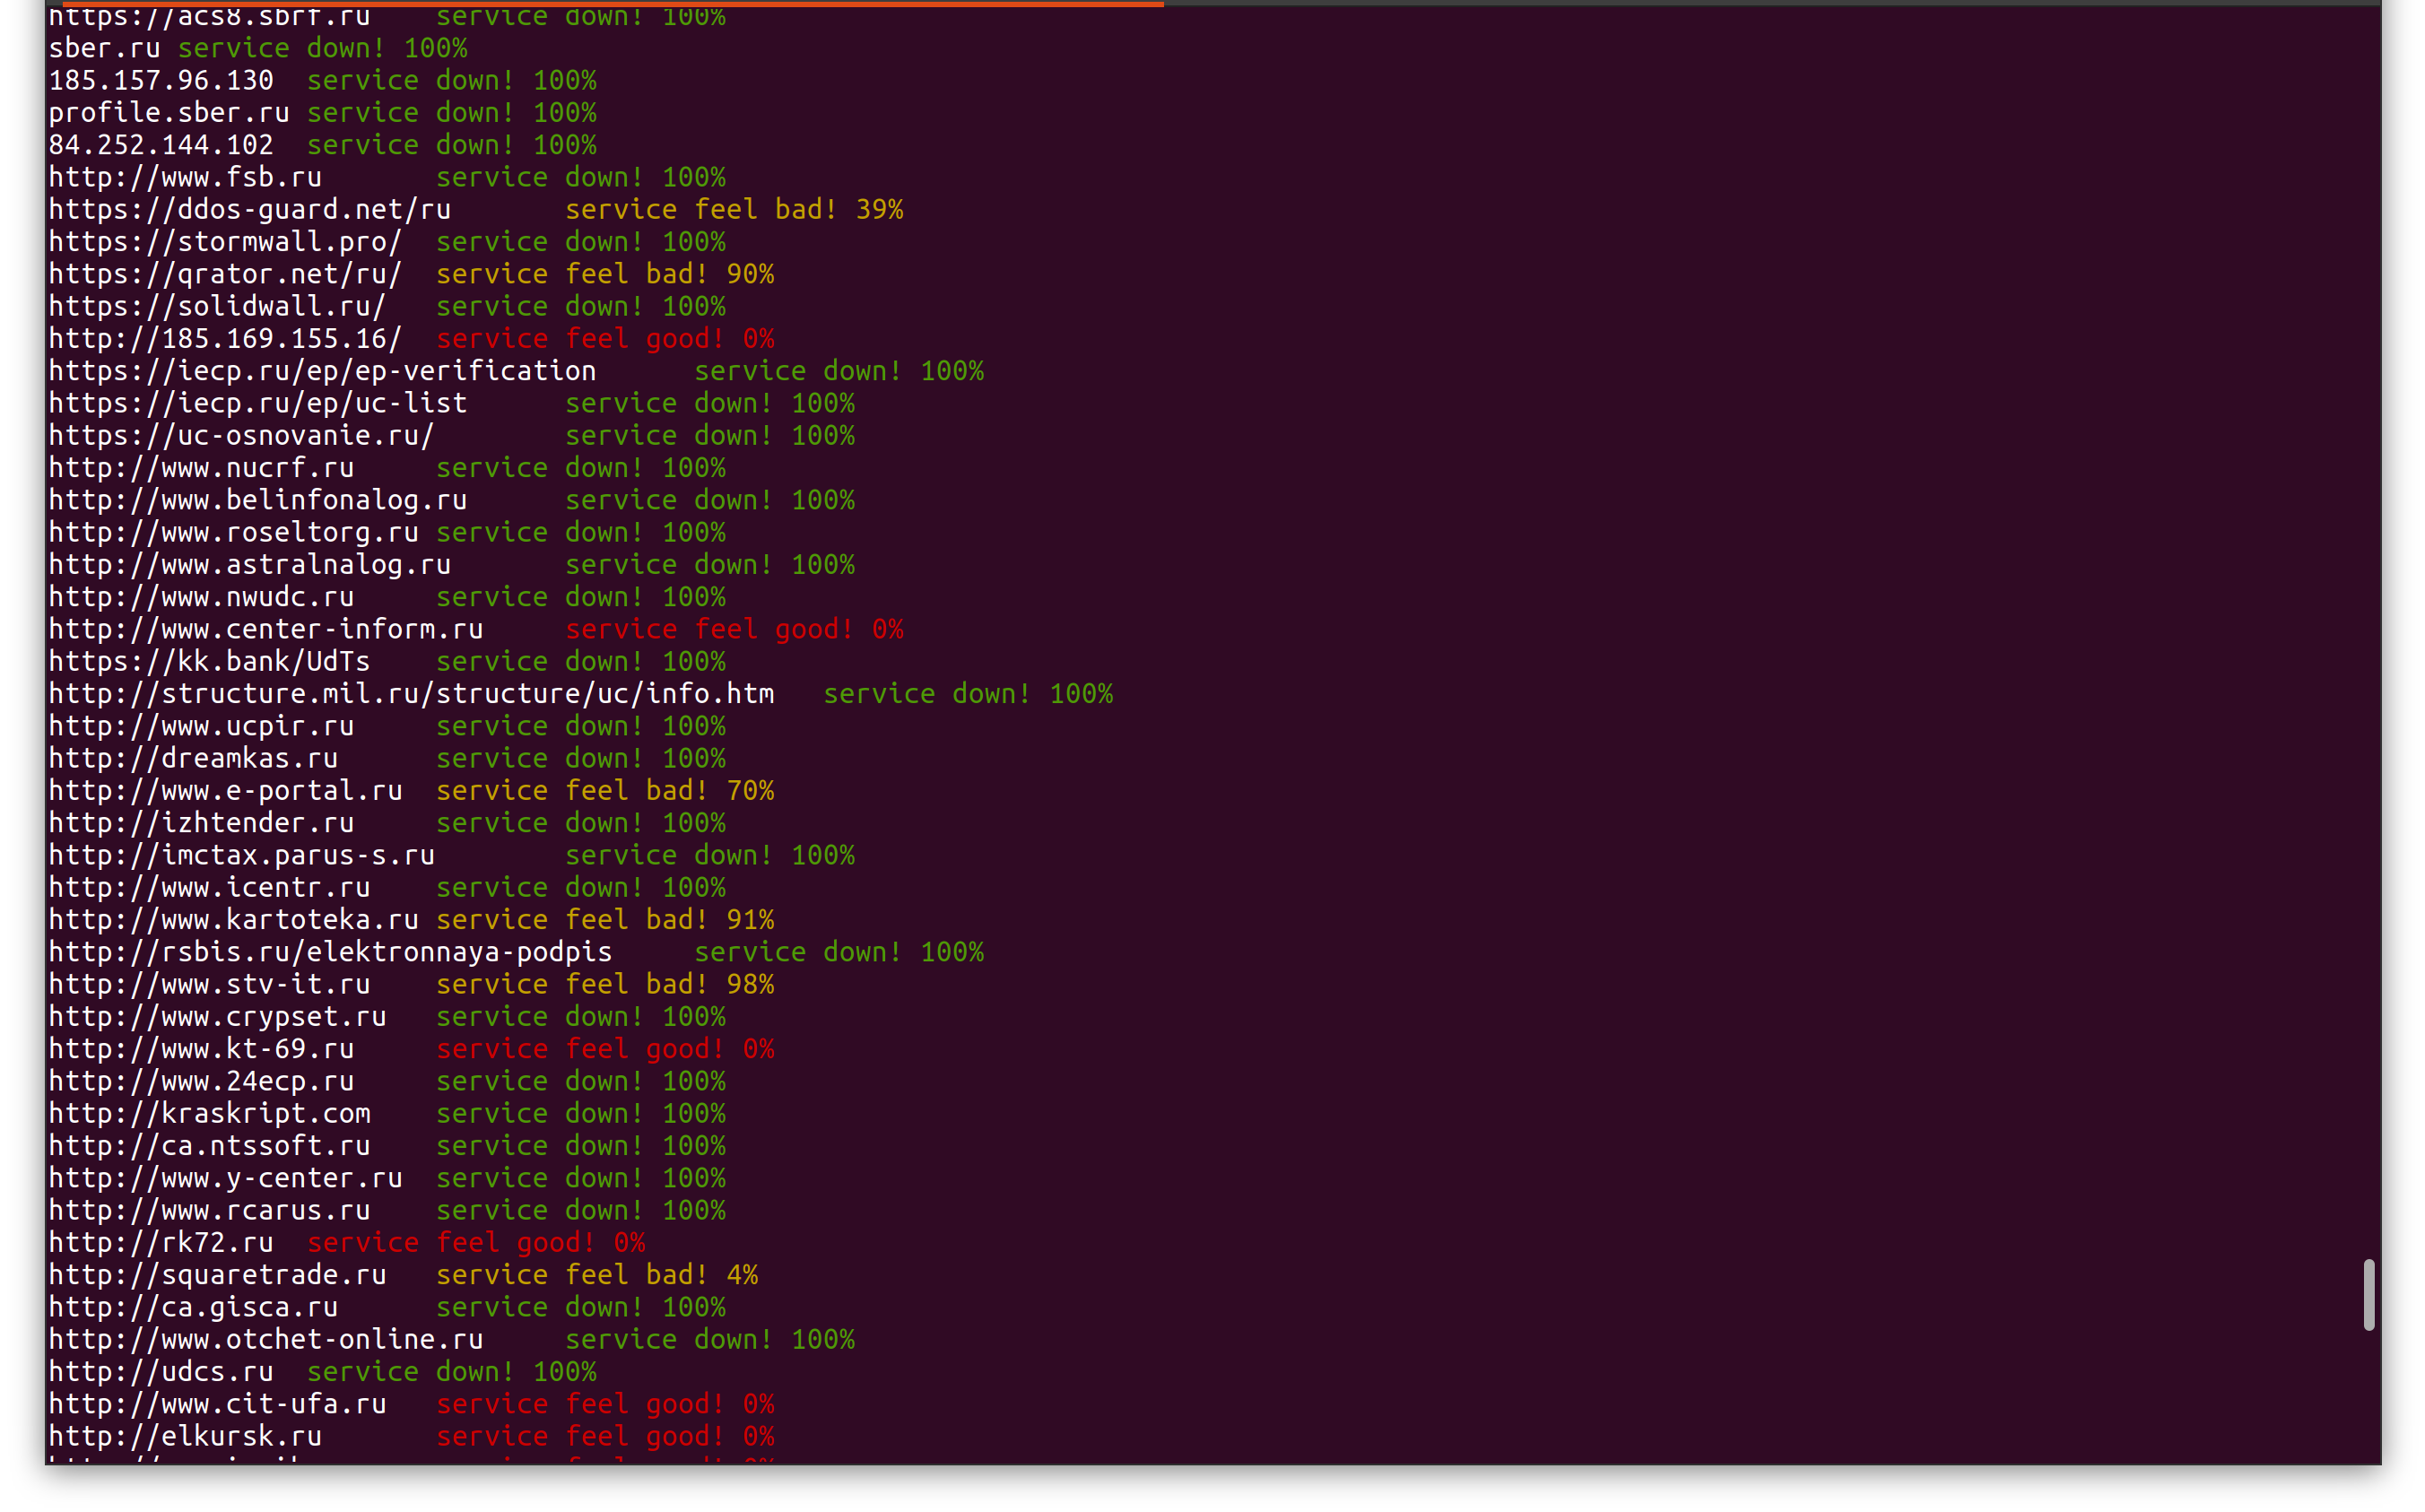 https://acs8.sbrf.ru service down! 100%
sber.ru service down! 100%
185.157.96.130 service down! 100%
profile.sber.ru service down! 100%
84.252.144.102 service down! 100%
http://www.fsb.ru service down! 100%
https://ddos-guard.net/ru service feel bad! 39%
https://stormwall.pro/ service down! 100%
https://qrator.net/ru/ service feel bad! 90%
https://solidwall.ru/ service down! 100%
http://185.169.155.16/ service feel good! 0%
https://iecp.ru/ep/ep-verification service down! 100%
https://iecp.ru/ep/uc-list service down! 100%
https://uc-osnovanie.ru/ service down! 100%
http://www.nucrf.ru service down! 100%
http://www.belinfonalog.ru service down! 100%
http://www.roseltorg.ru service down! 100%
http://www.astralnalog.ru service down! 100%
http://www.nwudc.ru service down! 100%
http://www.center-inform.ru service feel good! 0%
https://kk.bank/UdTs service down! 100%
http://structure.mil.ru/structure/uc/info.htm service down! 100%
http://www.ucpir.ru service down! 100%
http://dreamkas.ru service down! 100%
http://www.e-portal.ru service feel bad! 70%
http://izhtender.ru service down! 100%
http://imctax.parus-s.ru service down! 100%
http://www.icentr.ru service down! 100%
http://www.kartoteka.ru service feel bad! 91%
http://rsbis.ru/elektronnaya-podpis service down! 100%
http://www.stv-it.ru service feel bad! 98%
http://www.crypset.ru service down! 100%
http://www.kt-69.ru service feel good! 0%
http://www.24ecp.ru service down! 100%
http://kraskript.com service down! 100%
http://ca.ntssoft.ru service down! 100%
http://www.y-center.ru service down! 100%
http://www.rcarus.ru service down! 100%
http://rk72.ru service feel good! 0%
http://squaretrade.ru service feel bad! 4%
http://ca.gisca.ru service down! 100%
http://www.otchet-online.ru service down! 100%
http://udcs.ru service down! 100%
http://www.cit-ufa.ru service feel good! 0%
http://elkursk.ru service feel good! 0%
service feel good! 0%